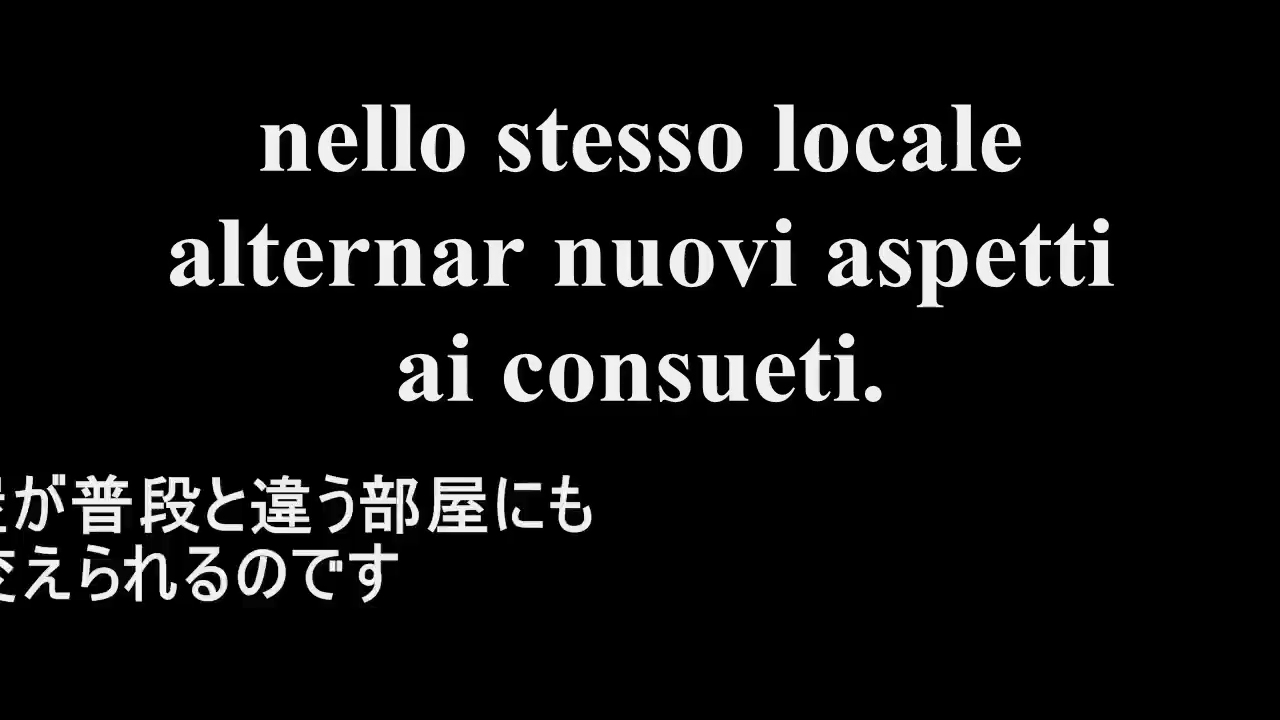 nello stesso locale
alternar nuovi aspetti
ai consueti.
が普段と違う部屋にも
えられるのです